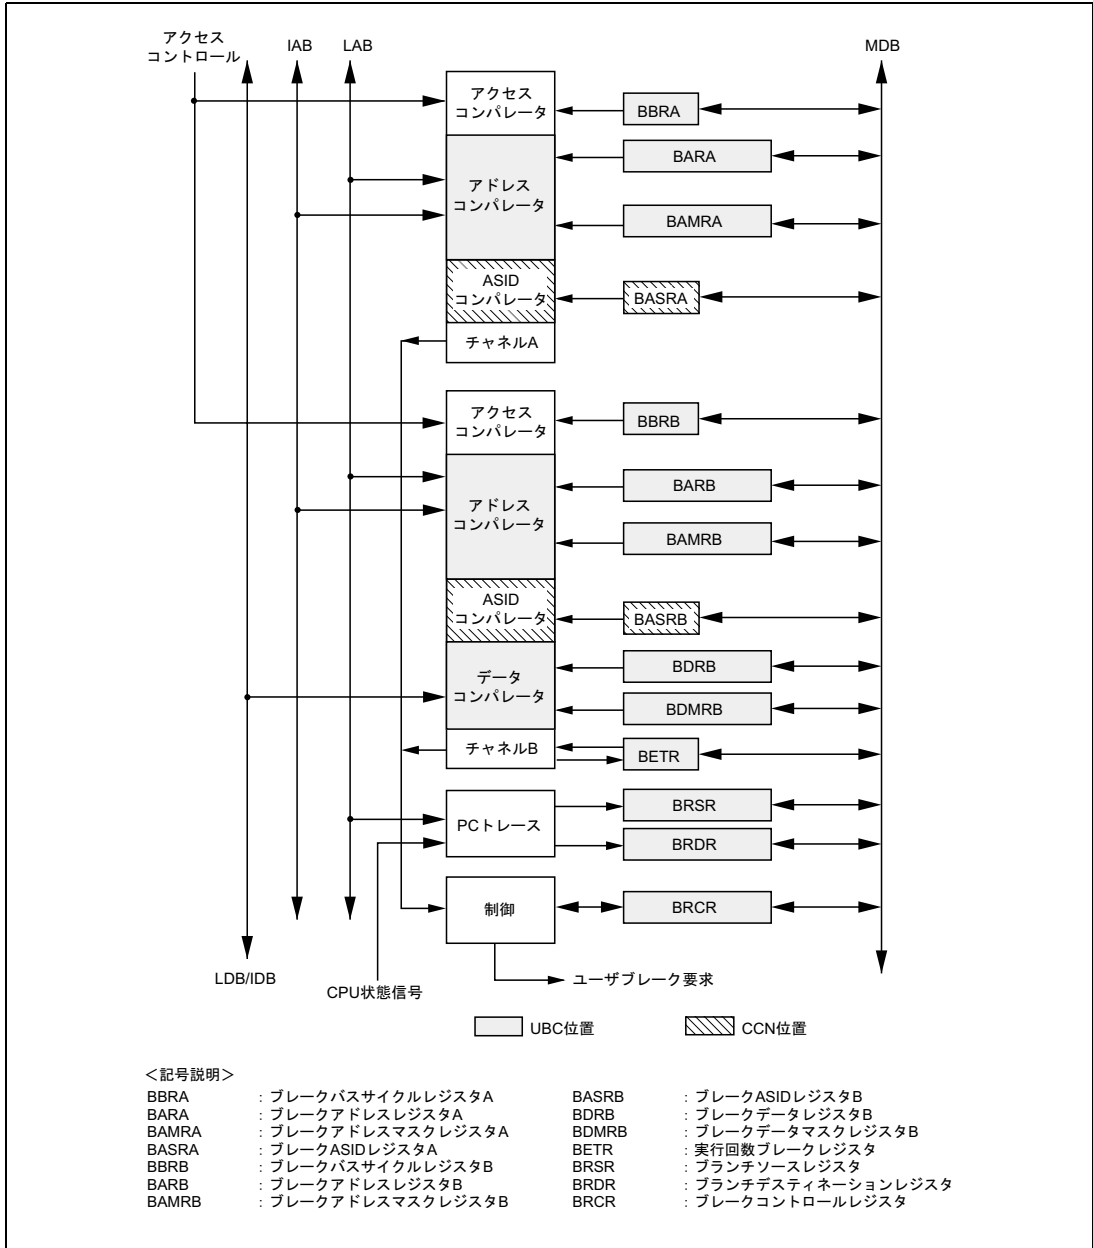 アクセス
コントロール
IAB
LAB
MDB
アクセス
コンパレータ
BBRA
BARA
アドレス
コンパレータ
BAMRA
ASID
コンパレータ
BASRA
チャネルA
アクセス
コンパレータ
BBRB
BARB
アドレス
コンパレータ
BAMRB
ASID
コンパレータ
BASRB
BDRB
データ
コンパレータ
BDMRB
チャネルB
BETR
BRSR
PCトレース
BRDR
制御
BRCR
LDB/IDB
CPU状態信号
ユーザブレーク要求
UBC位置
CCN位置
＜記号説明＞
BBRA : ブレークバスサイクルレジスタA
BARA : ブレークアドレスレジスタA
BAMRA : ブレークアドレスマスクレジスタA
BASRA : ブレークASIDレジスタA
BBRB : ブレークバスサイクルレジスタB
BARB : ブレークアドレスレジスタB
BAMRB : ブレークアドレスマスクレジスタB
BASRB : ブレークASIDレジスタB
BDRB : ブレークデータレジスタB
BDMRB : ブレークデータマスクレジスタB
BETR : 実行回数ブレークレジスタ
BRSR : ブランチソースレジスタ
BRDR : ブランチデスティネーションレジスタ
BRCR : ブレークコントロールレジスタ